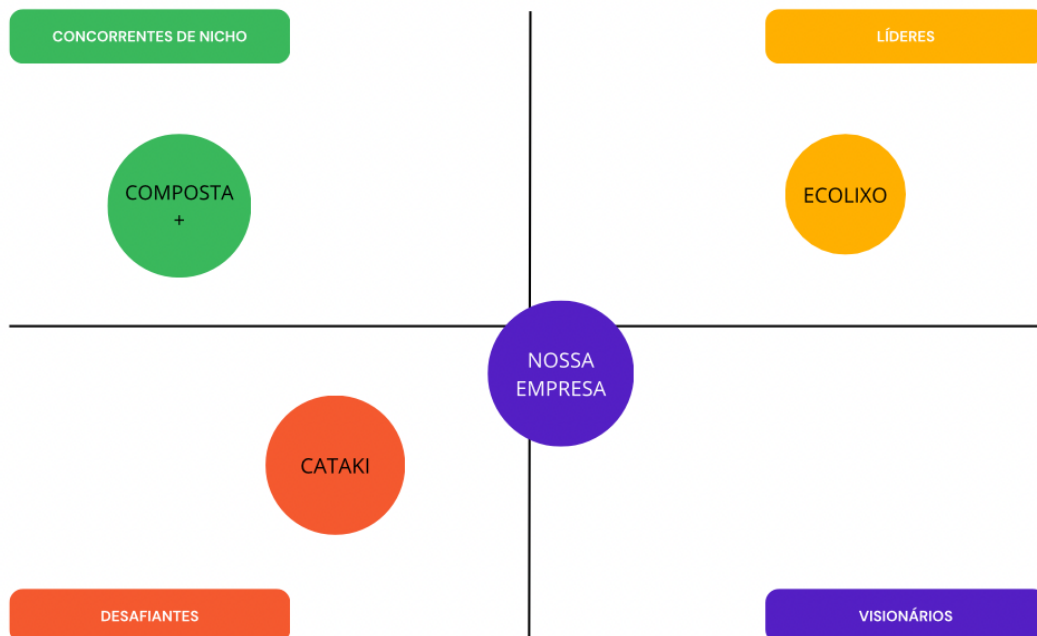 CONCORRENTES DE NICHO
LÍDERES
COMPOSTA
+
ECOLIXO
NOSSA
EMPRESA
CATAKI
DESAFIANTES
VISIONÁRIOS